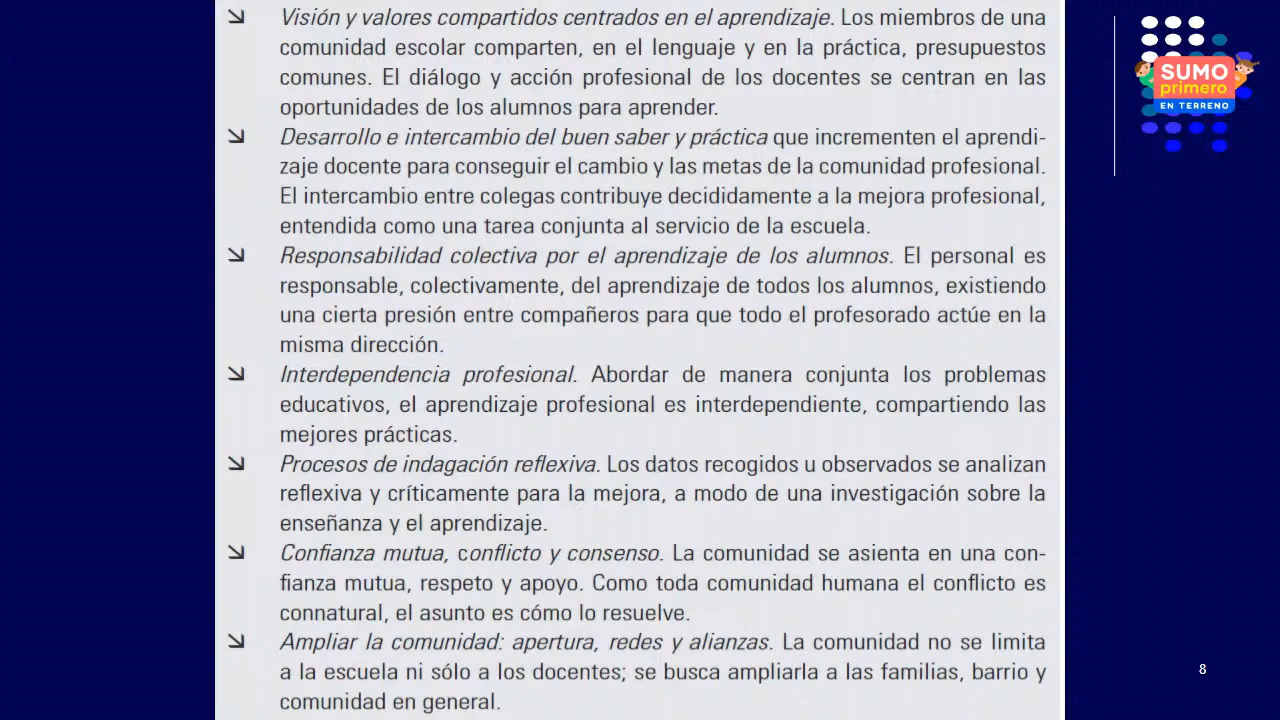 Visión y valores compartidos centrados en el aprendizaje. Los miembros de una
comunidad escolar comparten, en el lenguaje y en la práctica, presupuestos
comunes. El diálogo y acción profesional de los docentes se centran en las
oportunidades de los alumnos para aprender.
Desarrollo e intercambio del buen saber y práctica que incrementen el aprendi-
zaje docente para conseguir el cambio y las metas de la comunidad profesional.
El intercambio entre colegas contribuye decididamente a la mejora profesional,
entendida como una tarea conjunta al servicio de la escuela.
Responsabilidad colectiva por el aprendizaje de los alumnos. El personal es
responsable, colectivamente, del aprendizaje de todos los alumnos, existiendo
una cierta presión entre compañeros para que todo el profesorado actúe en la
misma dirección.
Interdependencia profesional. Abordar de manera conjunta los problemas
educativos, el aprendizaje profesional es interdependiente, compartiendo las
mejores prácticas.
Procesos de indagación reflexiva. Los datos recogidos u observados se analizan
reflexiva y críticamente para la mejora, a modo de una investigación sobre la
enseñanza y el aprendizaje.
Confianza mutua, conflicto y consenso. La comunidad se asienta en una con-
fianza mutua, respeto y apoyo. Como toda comunidad humana el conflicto es
connatural, el asunto es cómo lo resuelve.
Ampliar la comunidad: apertura, redes y alianzas. La comunidad no se limita
a la escuela ni sólo a los docentes; se busca ampliarla a las familias, barrio y
comunidad en general.
SUMO
primero
EN TERRENO
8